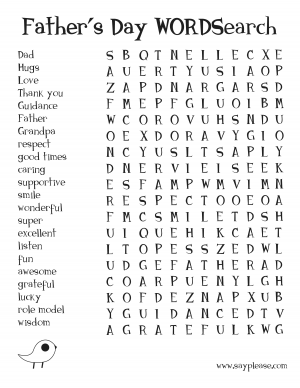 Father's Day WORDSearch
Dad
Hugs
Love
Thank you
Guidance
Father
Grandpa
respect
good times
caring
supportive
smile
wonderful
super
excellent
listen
fun
awesome
grateful
lucky
role model
wisdom
S B O T N E L L E C X E
A U E R T Y U S I A O P
Z A P D N A R G A R S D
F M E P F G L U O I B M
W C O R O V U H S N D U
O E X D O R A V Y G I O
N C Y U S L T S A P L Y
D N E R V I E I S E E K
E S F A M P W M V I M N
R E S P E C T O O E O A
F M C S M I L E T D S H
U I Q U E H I K C A E T
L T O P E S S Z E D W L
U D G E F A T H E R A D
C O A R P U E N Y L G H
K O F D E Z N A P X U B
Y G U I D A N C E D T V
A G R A T E F U L K W G
www.sayplease.com